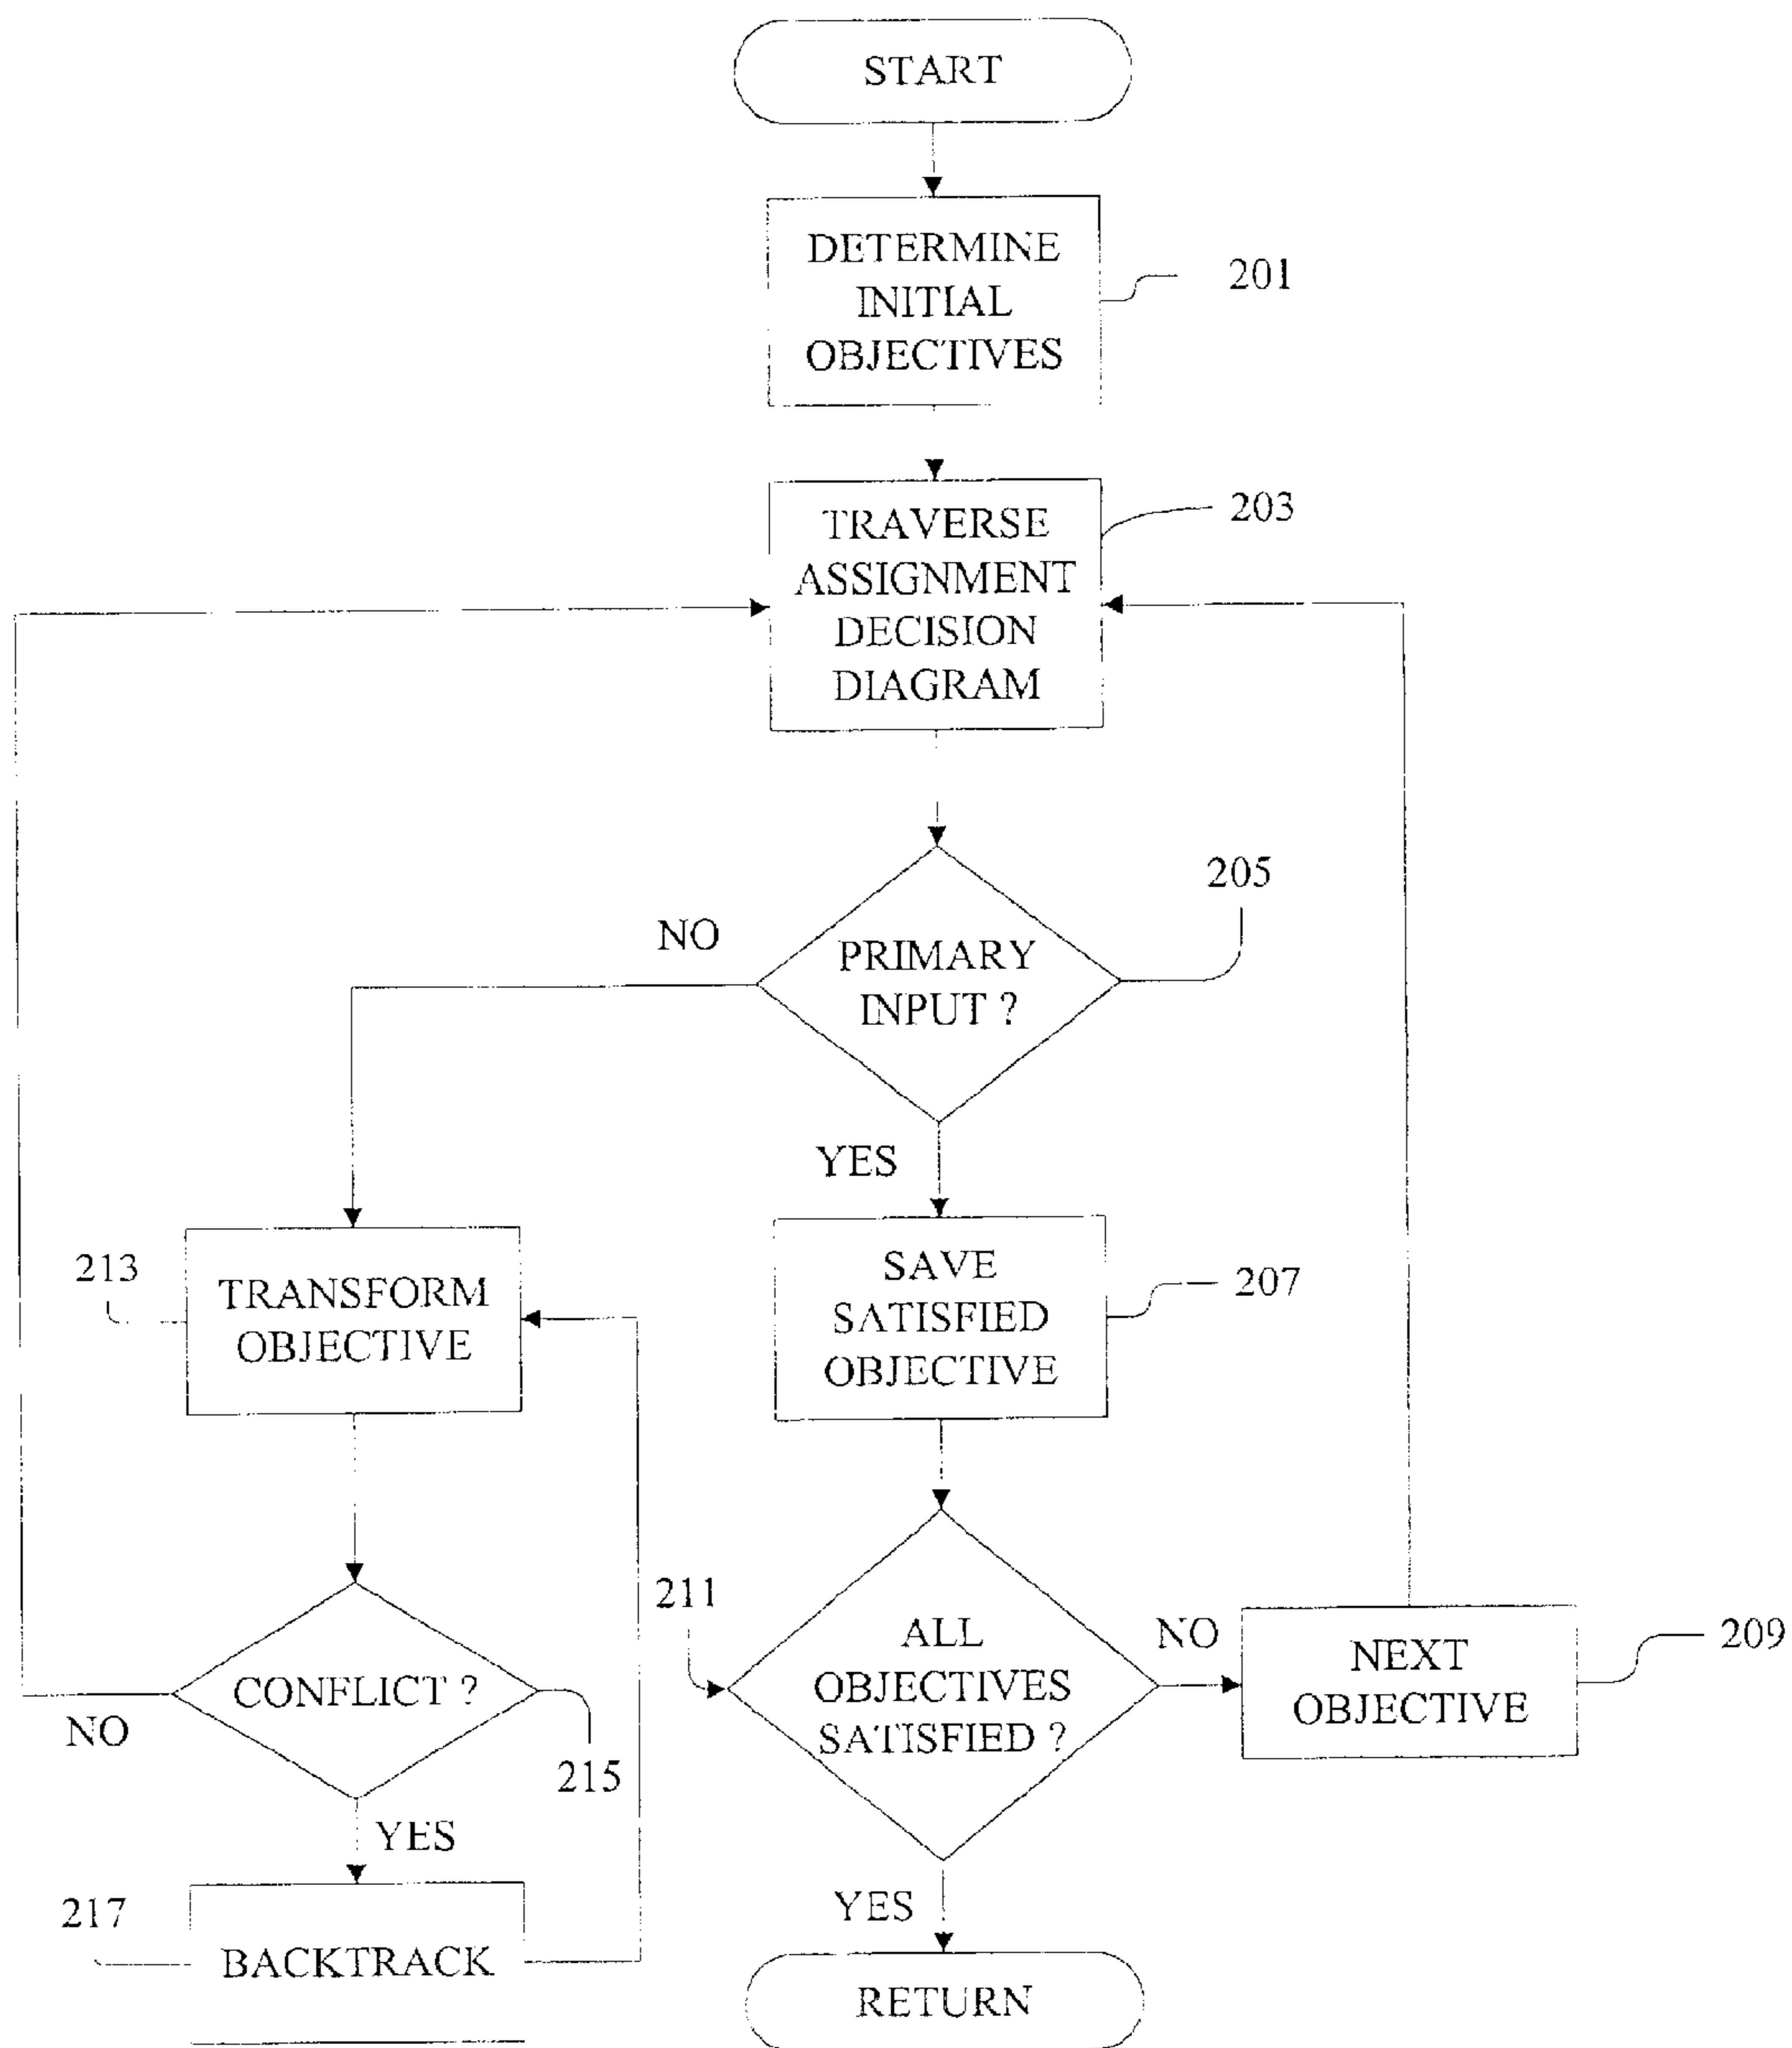 START
DETERMINE
INITIAL
OBJECTIVES
201
TRAVERSE
ASSIGNMENT
DECISION
DIAGRAM
203
205
NO
PRIMARY
INPUT ?
YES
213
TRANSFORM
OBJECTIVE
SAVE
SATISFIED
OBJECTIVE
207
211
CONFLICT ?
NO
215
ALL
OBJECTIVES
SATISFIED ?
NO
NEXT
OBJECTIVE
209
YES
217
BACKTRACK
YES
RETURN